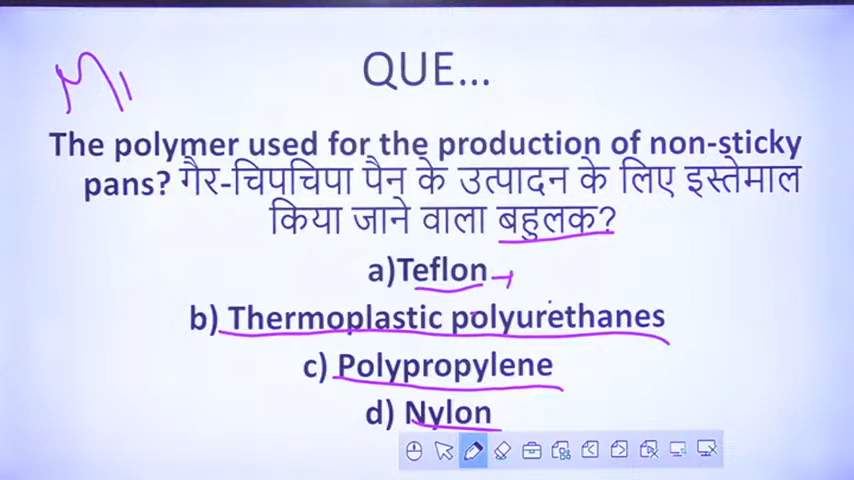 QUE...
The polymer used for the production of non-sticky
pans? गैर-चिपचिपा पैन के उत्पादन के लिए इस्तेमाल
किया जाने वाला बहुलक?
a)Teflon
b) Thermoplastic polyurethanes
c) Polypropylene
d) Nylon